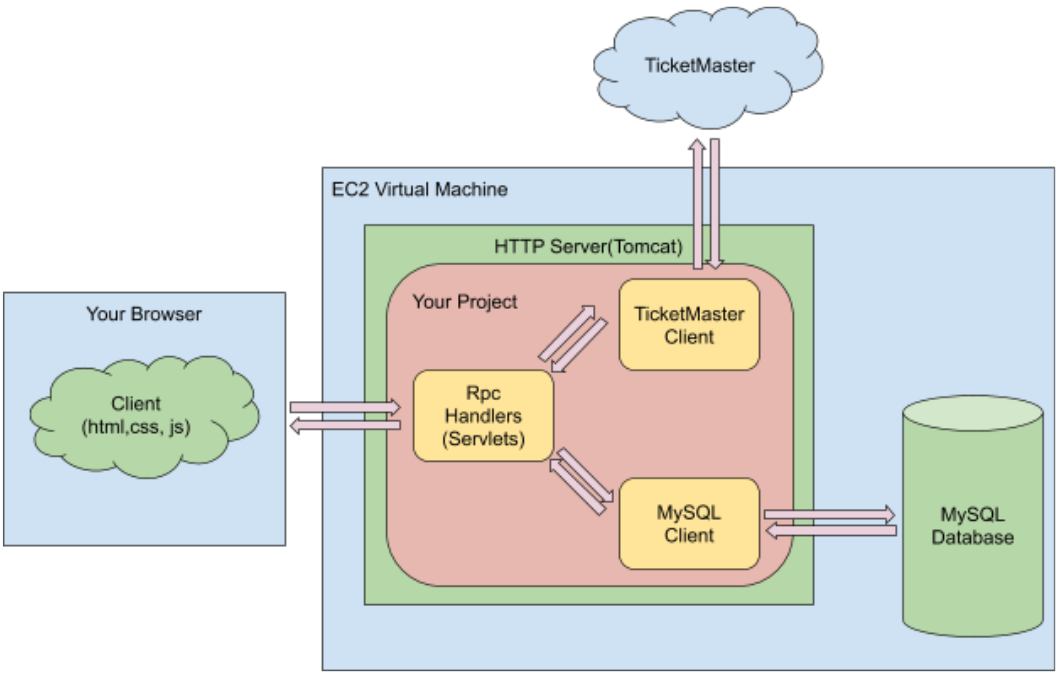 TicketMaster
EC2 Virtual Machine
HTTP Server(Tomcat)
Your Project
TicketMaster
Client
Your Browser
Client
(html,css, js)
Rpc
Handlers
(Servlets)
MySQL
Client
MySQL
Database